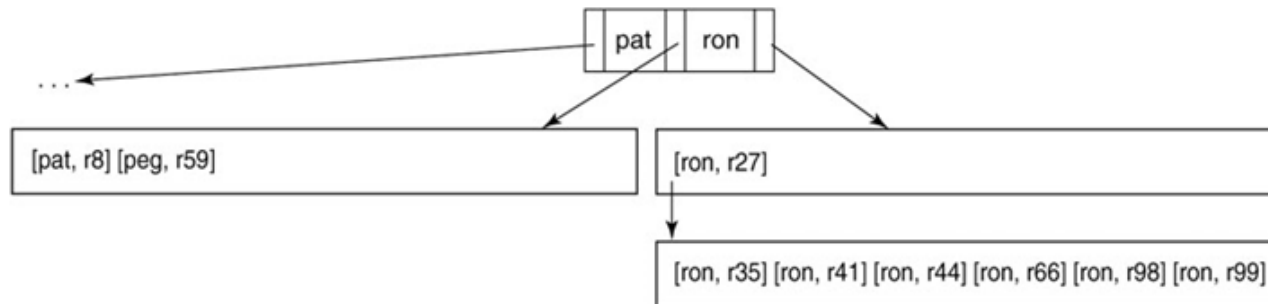 pat ron
...
[pat, r8] [peg, r59]
[ron, r27]
[ron, r35] [ron, r41] [ron, r44] [ron, r66] [ron, r98] [ron, r99]